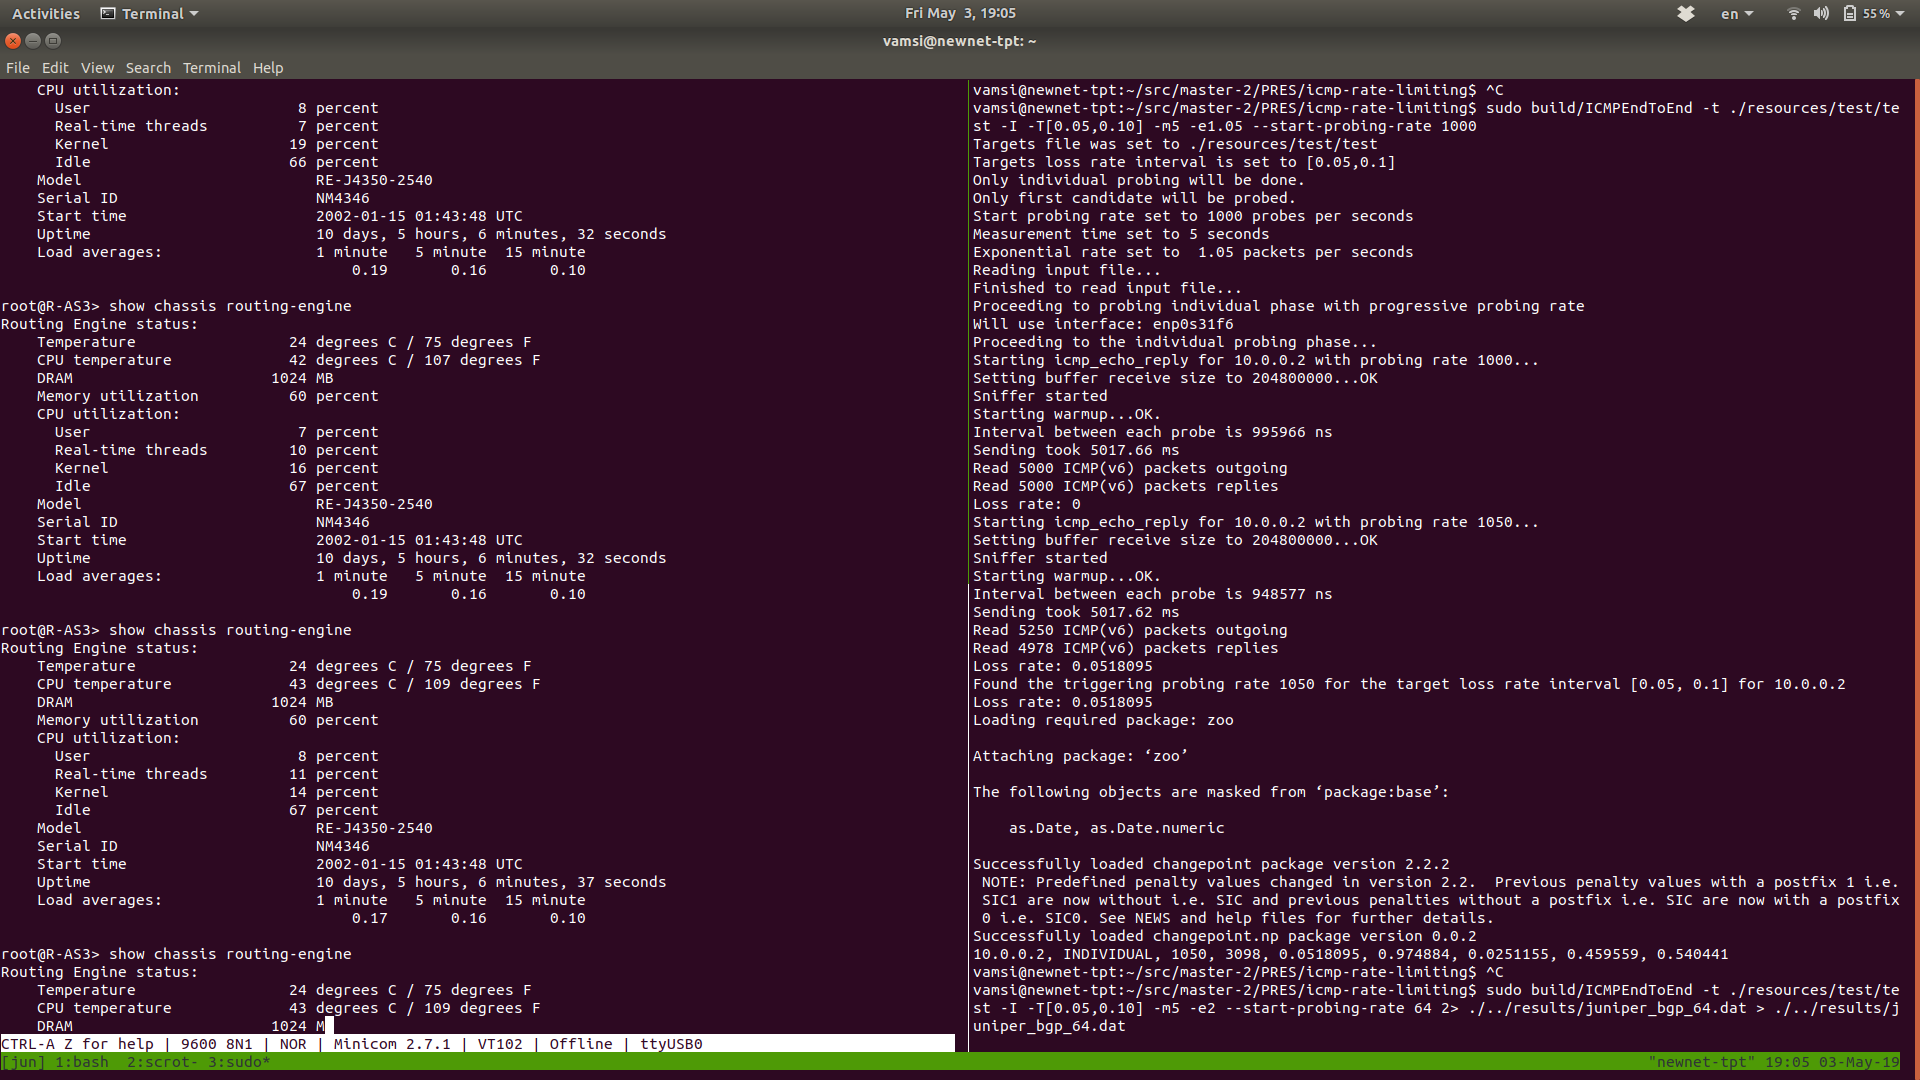 Activities Terminal Fri May 3, 19:05 en 55 %
vamsi@newnet-tpt: ~
File Edit View Search Terminal Help
CPU utilization:
User 8 percent
Real-time threads 7 percent
Kernel 19 percent
Idle 66 percent
Model RE-J4350-2540
Serial ID NM4346
Start time 2002-01-15 01:43:48 UTC
Uptime 10 days, 5 hours, 6 minutes, 32 seconds
Load averages: 1 minute 5 minute 15 minute
0.19 0.16 0.10
root@R-AS3> show chassis routing-engine
Routing Engine status:
Temperature 24 degrees C / 75 degrees F
CPU temperature 42 degrees C / 107 degrees F
DRAM 1024 MB
Memory utilization 60 percent
CPU utilization:
User 7 percent
Real-time threads 10 percent
Kernel 16 percent
Idle 67 percent
Model RE-J4350-2540
Serial ID NM4346
Start time 2002-01-15 01:43:48 UTC
Uptime 10 days, 5 hours, 6 minutes, 32 seconds
Load averages: 1 minute 5 minute 15 minute
0.19 0.16 0.10
root@R-AS3> show chassis routing-engine
Routing Engine status:
Temperature 24 degrees C / 75 degrees F
CPU temperature 43 degrees C / 109 degrees F
DRAM 1024 MB
Memory utilization 60 percent
CPU utilization:
User 8 percent
Real-time threads 11 percent
Kernel 14 percent
Idle 67 percent
Model RE-J4350-2540
Serial ID NM4346
Start time 2002-01-15 01:43:48 UTC
Uptime 10 days, 5 hours, 6 minutes, 37 seconds
Load averages: 1 minute 5 minute 15 minute
0.17 0.16 0.10
root@R-AS3> show chassis routing-engine
Routing Engine status:
Temperature 24 degrees C / 75 degrees F
CPU temperature 43 degrees C / 109 degrees F
DRAM 1024 M
CTRL-A Z for help | 9600 8N1 | NOR | Minicom 2.7.1 | VT102 | Offline | ttyUSB0
vamsi@newnet-tpt:~/src/master-2/PRES/icmp-rate-limiting$ ^C
vamsi@newnet-tpt:~/src/master-2/PRES/icmp-rate-limiting$ sudo build/ICMPEndToEnd -t ./resources/test/te
st -I -T[0.05,0.10] -m5 -e1.05 --start-probing-rate 1000
Targets file was set to ./resources/test/test
Targets loss rate interval is set to [0.05,0.1]
Only individual probing will be done.
Only first candidate will be probed.
Start probing rate set to 1000 probes per seconds
Measurement time set to 5 seconds
Exponential rate set to  1.05 packets per seconds
Reading input file...
Finished to read input file...
Proceeding to probing individual phase with progressive probing rate
Will use interface: enp0s31f6
Proceeding to the individual probing phase...
Starting icmp_echo_reply for 10.0.0.2 with probing rate 1000...
Setting buffer receive size to 204800000...OK
Sniffer started
Starting warmup...OK.
Interval between each probe is 995966 ns
Sending took 5017.66 ms
Read 5000 ICMP(v6) packets outgoing
Read 5000 ICMP(v6) packets replies
Loss rate: 0
Starting icmp_echo_reply for 10.0.0.2 with probing rate 1050...
Setting buffer receive size to 204800000...OK
Sniffer started
Starting warmup...OK.
Interval between each probe is 948577 ns
Sending took 5017.62 ms
Read 5250 ICMP(v6) packets outgoing
Read 4978 ICMP(v6) packets replies
Loss rate: 0.0518095
Found the triggering probing rate 1050 for the target loss rate interval [0.05, 0.1] for 10.0.0.2
Loss rate: 0.0518095
Loading required package: zoo
Attaching package: ‘zoo’
The following objects are masked from ‘package:base’:
as.Date, as.Date.numeric
Successfully loaded changepoint package version 2.2.2
NOTE: Predefined penalty values changed in version 2.2.  Previous penalty values with a postfix 1 i.e.
SIC1 are now without i.e. SIC and previous penalties without a postfix i.e. SIC are now with a postfix
0 i.e. SIC0. See NEWS and help files for further details.
Successfully loaded changepoint.np package version 0.0.2
10.0.0.2, INDIVIDUAL, 1050, 3098, 0.0518095, 0.974884, 0.0251155, 0.459559, 0.540441
vamsi@newnet-tpt:~/src/master-2/PRES/icmp-rate-limiting$ ^C
vamsi@newnet-tpt:~/src/master-2/PRES/icmp-rate-limiting$ sudo build/ICMPEndToEnd -t ./resources/test/te
st -I -T[0.05,0.10] -m5 -e2 --start-probing-rate 64 2> ./../results/juniper_bgp_64.dat > ./../results/j
uniper_bgp_64.dat
[jun] 1:bash  2:scrot- 3:sudo* "newnet-tpt" 19:05 03-May-19